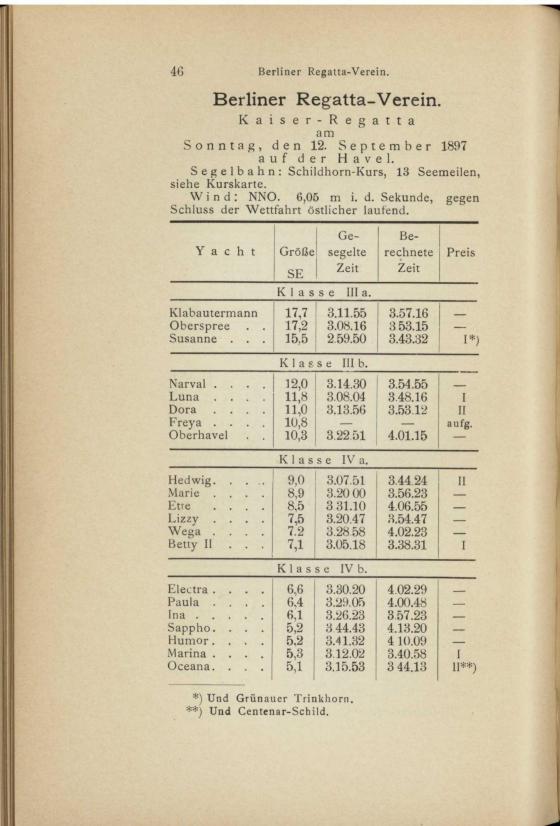 46 Berliner Regatta-Verein.
Berliner Regatta-Verein.
Kaiser-Regatta
am
Sonntag, den 12. September 1897
auf der Havel.
Segelbahn: Schildhorn-Kurs, 13 Seemeilen,
siehe Kurskarte.
Wind: NNO. 6,05 m i. d. Sekunde, gegen
Schluss der Wettfahrt östlicher laufend.
Yacht Größe SE Ge-segelte Zeit Be-rechnete Zeit Preis
Klasse III a.
Klabautermann 17,7 3.11.55 3.57.16 —
Oberspree . . 17,2 3.08.16 3 53.15 —
Susanne . . . 15,5 2.59.50 3.43.32 I*)
Klasse III b.
Narval . . . . 12,0 3.14.30 3.54.55 —
Luna . . . . 11,8 3.08.04 3.48.16 I
Dora . . . . 11,0 3.13.56 3.53.12 II
Freya . . . . 10,8 — — aufg.
Oberhavel . . 10,3 3.22.51 4.01.15 —
Klasse IV a.
Hedwig. . . . 9,0 3.07.51 3.44.24 II
Marie . . . . 8,9 3.20 00 3.56.23 —
Ette . . . . 8,5 3 31.10 4.06.55 —
Lizzy . . . . 7,5 3.20.47 3.54.47 —
Wega . . . . 7.2 3.28 58 4.02.23 —
Betty II . . . 7,1 3.05.18 3.38.31 I
Klasse IV b.
Electra . . . . 6,6 3.30.20 4.02.29 —
Paula . . . . 6,4 3.29.05 4.00.48 —
Ina . . . . . 6,1 3.26.23 3 57.23 —
Sappho. . . . 5,2 3 44.43 4.13.20 —
Humor. . . . 5,2 3.41.32 4 10.09 —
Marina . . . . 5,3 3.12.02 3.40.58 I
Oceana. . . . 5,1 3.15.53 3 44.13 II**)
*) Und Grünauer Trinkhorn.
**) Und Centenar-Schild.